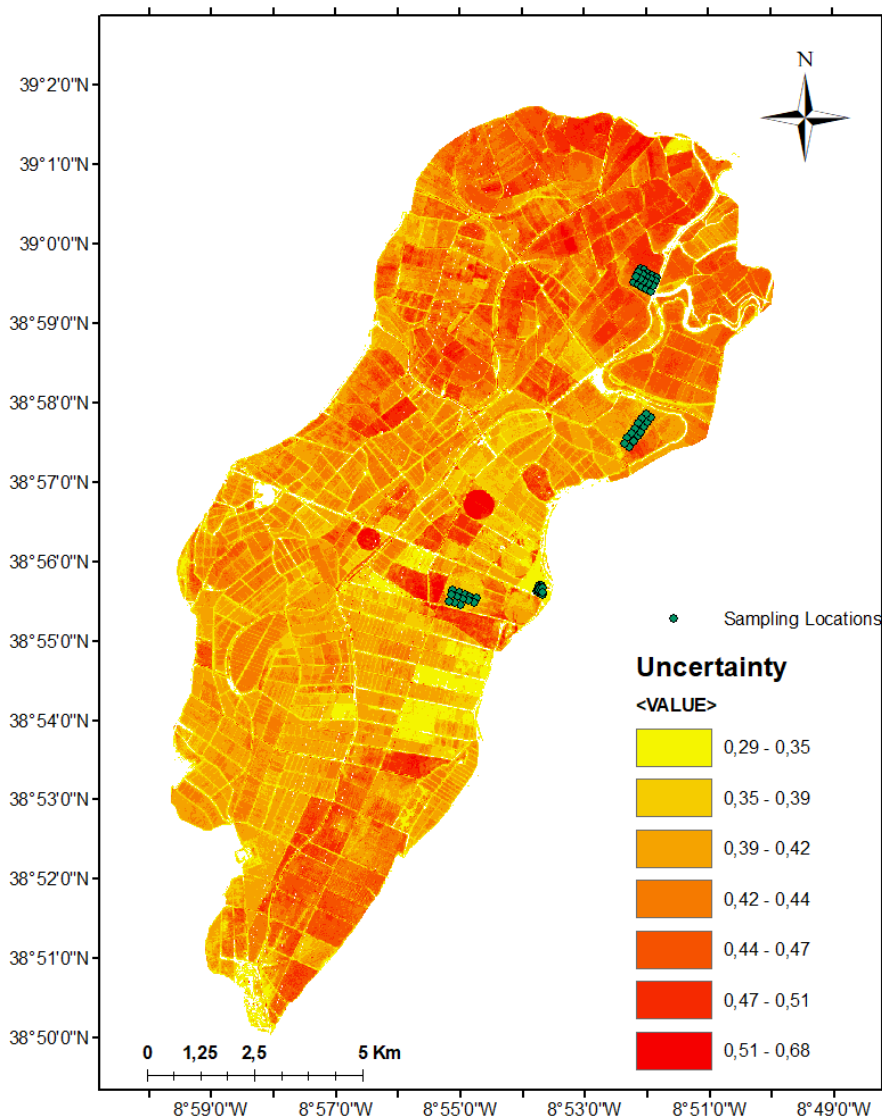 N
39°2'0"N
39°1'0"N
39°0'0"N
38°59'0"N
38°58'0"N
38°57'0"N
38°56'0"N
38°55'0"N
38°54'0"N
38°53'0"N
38°52'0"N
38°51'0"N
38°50'0"N
Sampling Locations
Uncertainty
<VALUE>
0,29 - 0,35
0,35 - 0,39
0,39 - 0,42
0,42 - 0,44
0,44 - 0,47
0,47 - 0,51
0,51 - 0,68
0 1,25 2,5 5 Km
8°59'0"W 8°57'0"W 8°55'0"W 8°53'0"W 8°51'0"W 8°49'0"W